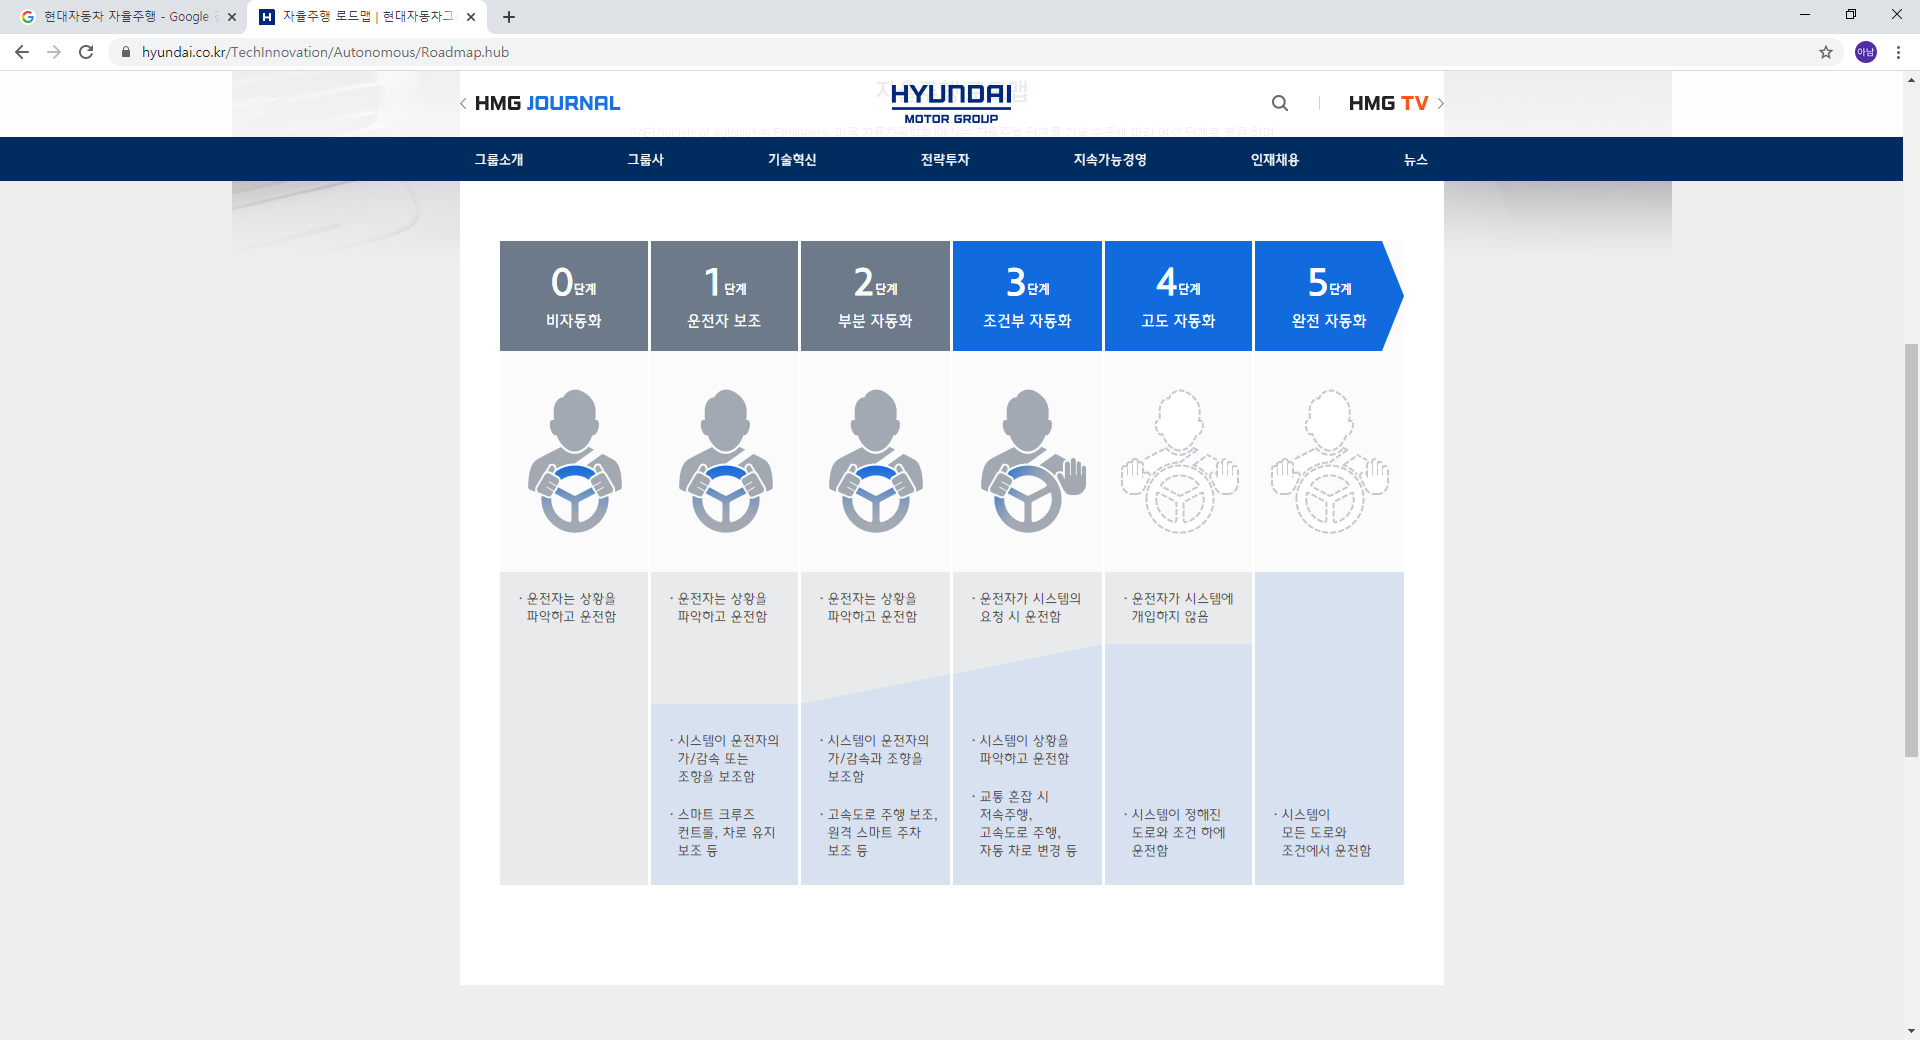 현대자동차 자율주행 - Google
자율주행 로드맵 | 현대자동차그
hyundai.co.kr/TechInnovation/Autonomous/Roadmap.hub
아남
HMG JOURNAL
HYUNDAI
MOTOR GROUP
HMG TV
그룹소개
그룹사
기술혁신
전략투자
지속가능경영
인재채용
뉴스
0단계
비자동화
1단계
운전자 보조
2단계
부분 자동화
3단계
조건부 자동화
4단계
고도 자동화
5단계
완전 자동화
· 운전자는 상황을
파악하고 운전함
· 운전자는 상황을
파악하고 운전함
· 운전자는 상황을
파악하고 운전함
· 운전자가 시스템의
요청 시 운전함
· 운전자가 시스템에
개입하지 않음
· 시스템이 운전자의
가/감속 또는
조향을 보조함
· 스마트 크루즈
컨트롤, 차로 유지
보조 등
· 시스템이 운전자의
가/감속과 조향을
보조함
· 고속도로 주행 보조,
원격 스마트 주차
보조 등
· 시스템이 상황을
파악하고 운전함
· 교통 혼잡 시
저속주행,
고속도로 주행,
자동 차로 변경 등
· 시스템이 정해진
도로와 조건 하에
운전함
· 시스템이
모든 도로와
조건에서 운전함